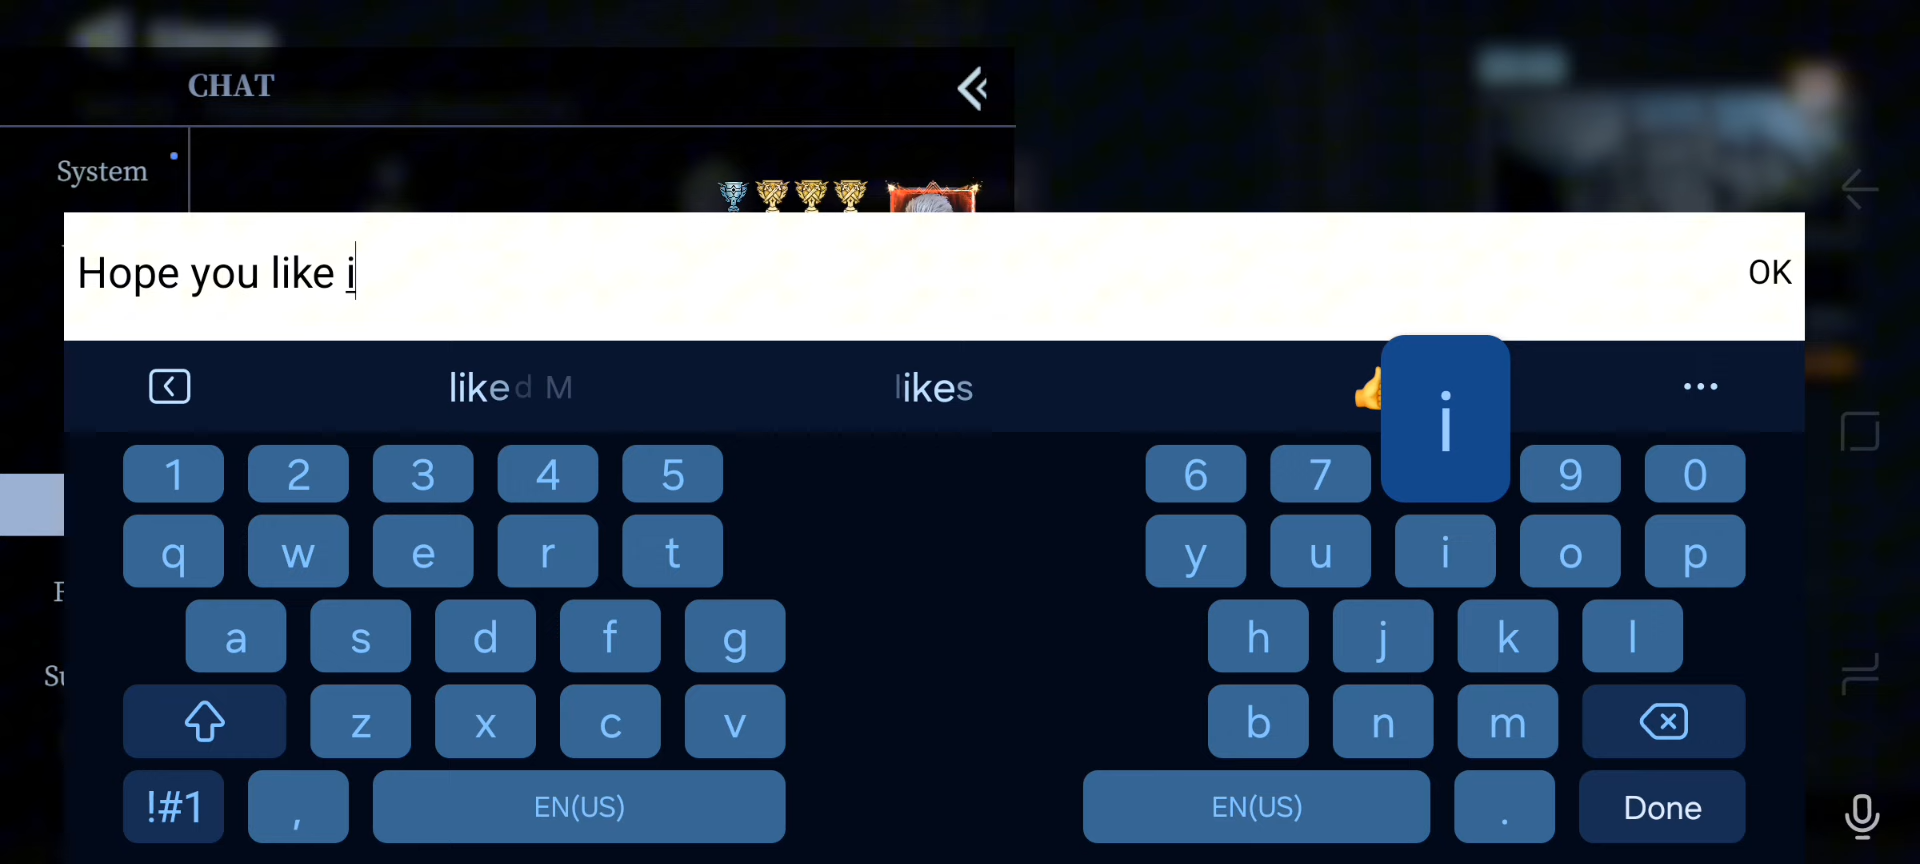 CHAT
System
Hope you like i
OK
liked M
likes
i
1 2 3 4 5 6 7 9 0
q w e r t y u i o p
a s d f g h j k l
z x c v b n m
!#1 , EN(US) EN(US) . Done